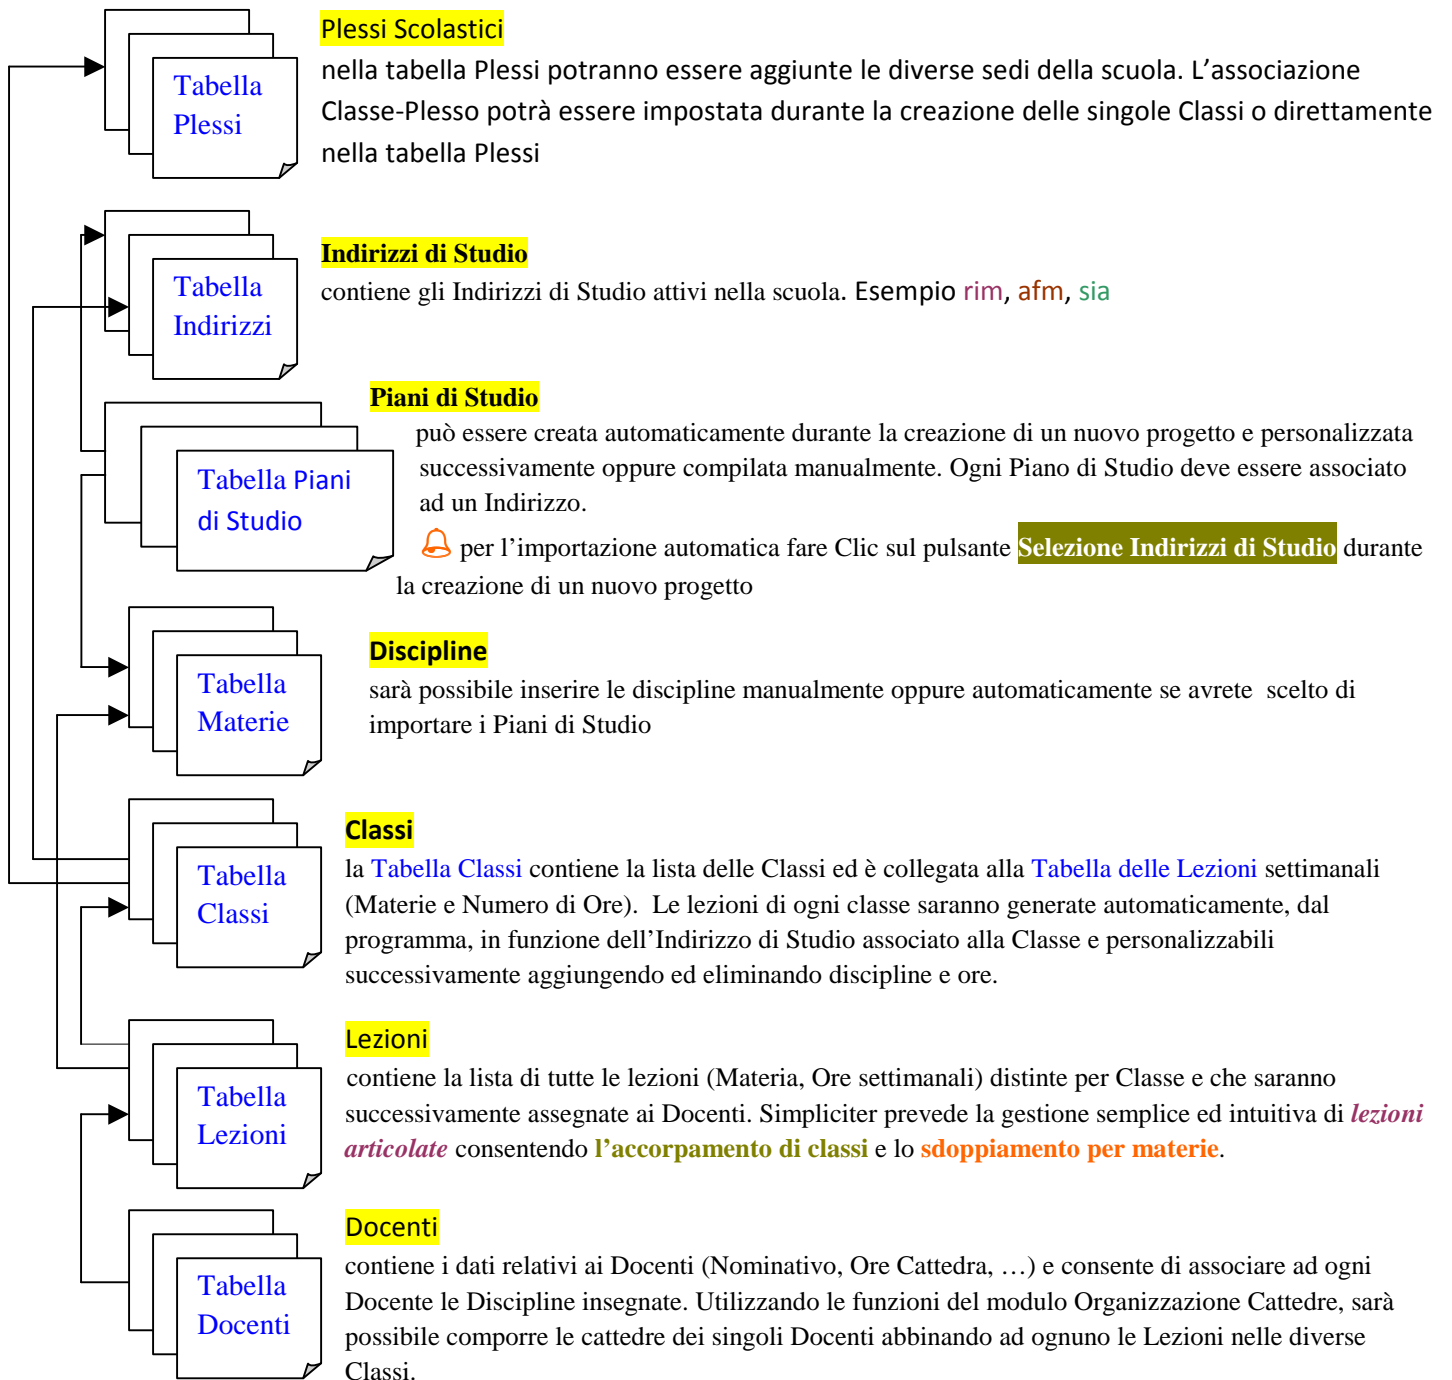 Plessi Scolastici
Tabella
Plessi
nella tabella Plessi potranno essere aggiunte le diverse sedi della scuola. L’associazione
Classe-Plesso potrà essere impostata durante la creazione delle singole Classi o direttamente
nella tabella Plessi
Indirizzi di Studio
Tabella
Indirizzi
contiene gli Indirizzi di Studio attivi nella scuola. Esempio rim, afm, sia
Piani di Studio
Tabella Piani
di Studio
può essere creata automaticamente durante la creazione di un nuovo progetto e personalizzata
successivamente oppure compilata manualmente. Ogni Piano di Studio deve essere associato
ad un Indirizzo.
per l’importazione automatica fare Clic sul pulsante Selezione Indirizzi di Studio durante
la creazione di un nuovo progetto
Discipline
Tabella
Materie
sarà possibile inserire le discipline manualmente oppure automaticamente se avrete scelto di
importare i Piani di Studio
Classi
Tabella
Classi
la Tabella Classi contiene la lista delle Classi ed è collegata alla Tabella delle Lezioni settimanali
(Materie e Numero di Ore). Le lezioni di ogni classe saranno generate automaticamente, dal
programma, in funzione dell’Indirizzo di Studio associato alla Classe e personalizzabili
successivamente aggiungendo ed eliminando discipline e ore.
Lezioni
Tabella
Lezioni
contiene la lista di tutte le lezioni (Materia, Ore settimanali) distinte per Classe e che saranno
successivamente assegnate ai Docenti. Simpliciter prevede la gestione semplice ed intuitiva di lezioni
articolate consentendo l’accorpamento di classi e lo sdoppiamento per materie.
Docenti
Tabella
Docenti
contiene i dati relativi ai Docenti (Nominativo, Ore Cattedra, …) e consente di associare ad ogni
Docente le Discipline insegnate. Utilizzando le funzioni del modulo Organizzazione Cattedre, sarà
possibile comporre le cattedre dei singoli Docenti abbinando ad ognuno le Lezioni nelle diverse
Classi.